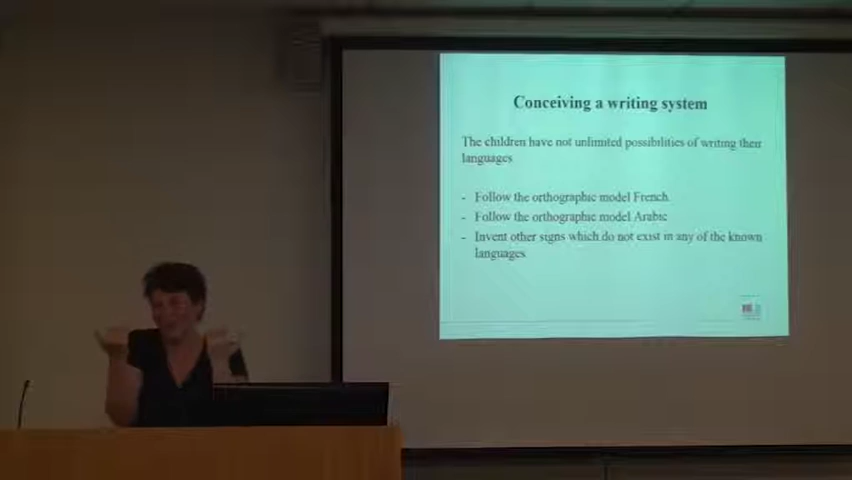 Conceiving a writing system
The children have not unlimited possibilities of writing their
languages
- Follow the orthographic model French.
- Follow the orthographic model Arabic
- Invent other signs which do not exist in any of the known
languages